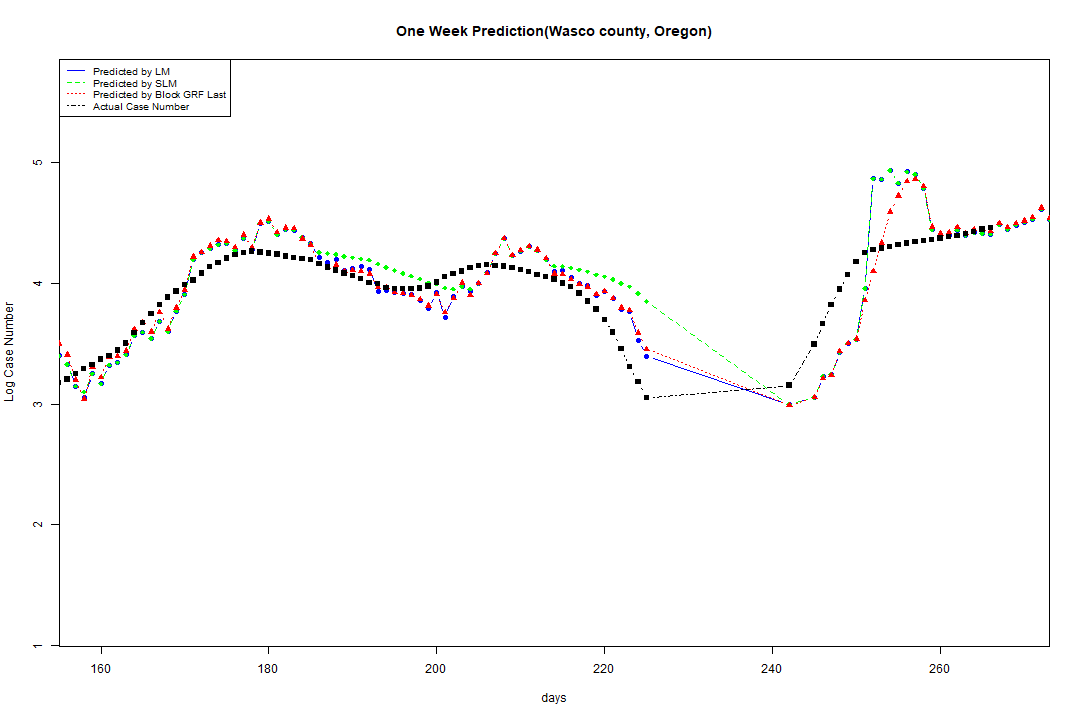 One Week Prediction(Wasco county, Oregon)
Predicted by LM
Predicted by SLM
Predicted by Block GRF Last
Actual Case Number
Log Case Number
5
4
3
2
1
160 180 200 220 240 260
days